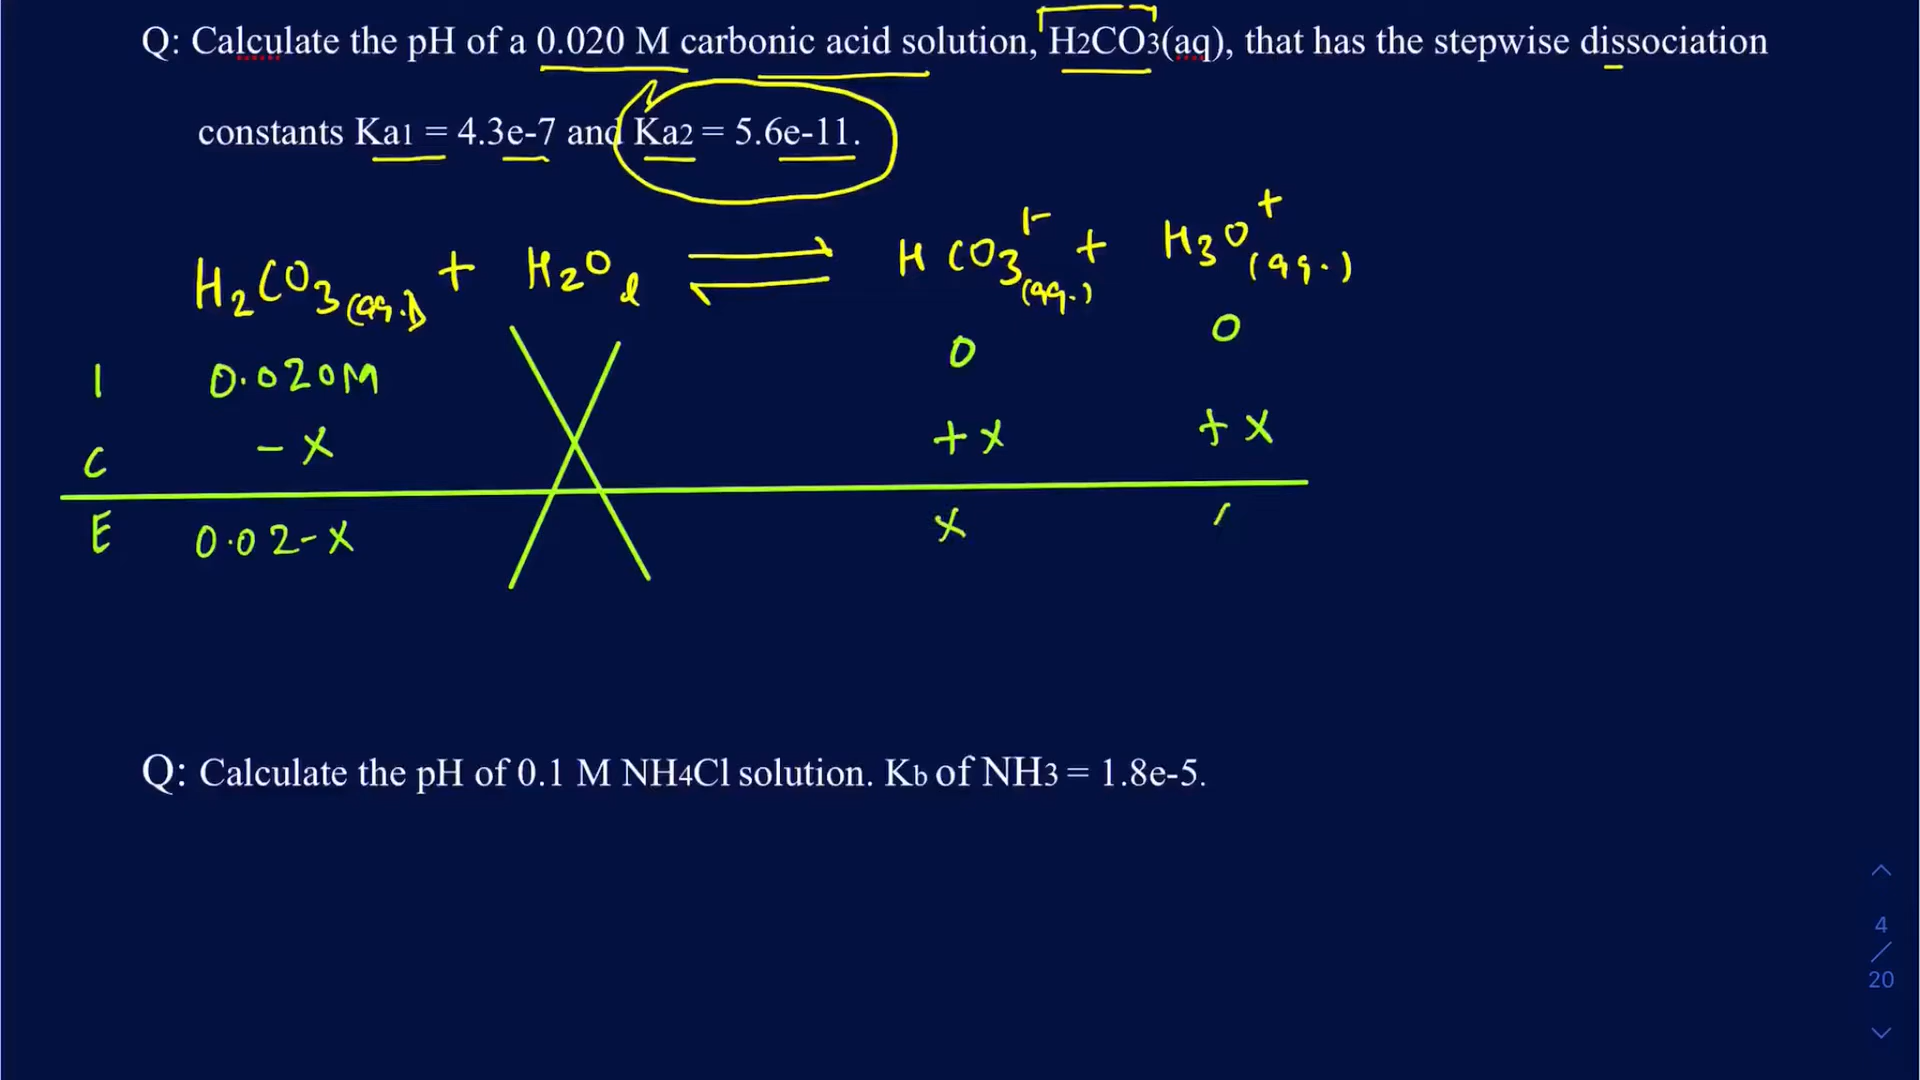 Q: Calculate the pH of a 0.020 M carbonic acid solution, H2CO3(aq), that has the stepwise dissociation
constants Ka1 = 4.3e-7 and Ka2 = 5.6e-11.
H2CO3(aq.) + H2O l ⇌ HCO3^1-(aq.) + H3O^+(aq.)
I 0.020M 0 0
C - x + x + x
E 0.02-x x
Q: Calculate the pH of 0.1 M NH4Cl solution. Kb of NH3 = 1.8e-5.
4
/
20